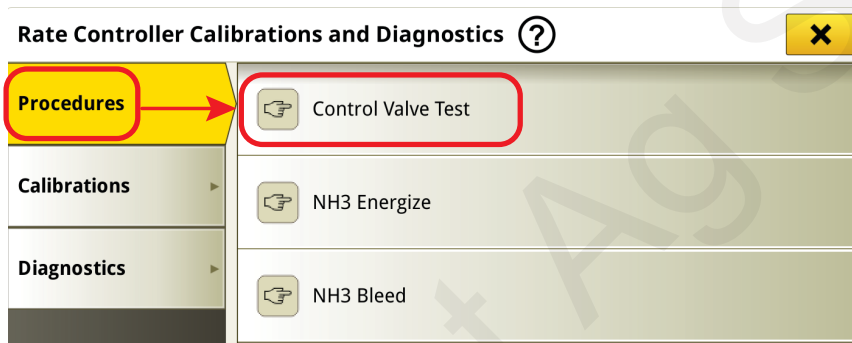 Rate Controller Calibrations and Diagnostics ?
Procedures
Control Valve Test
Calibrations
NH3 Energize
Diagnostics
NH3 Bleed